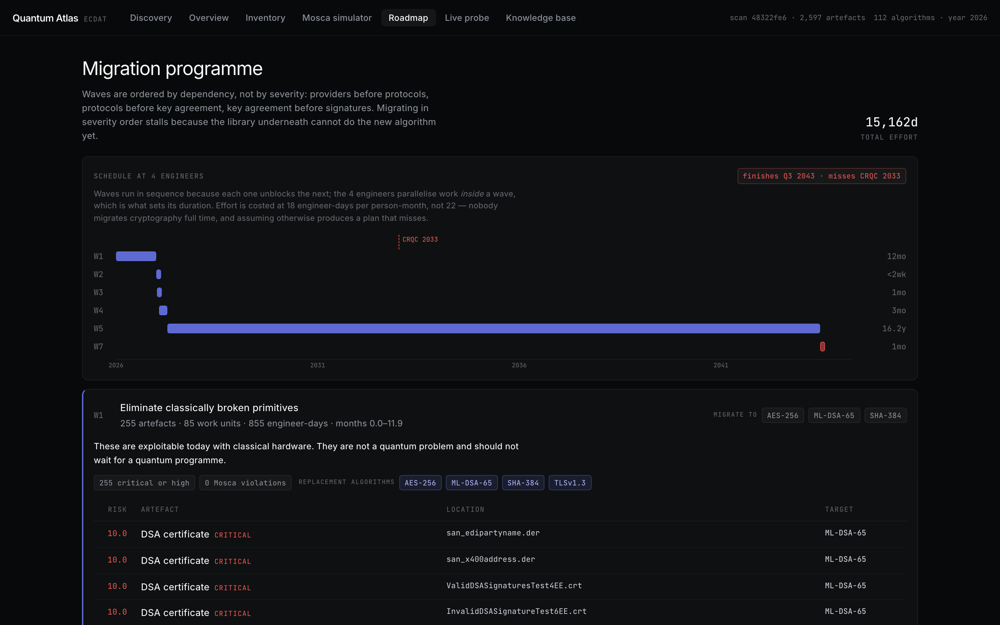 Quantum Atlas ECDAT Discovery Overview Inventory Mosca simulator Roadmap Live probe Knowledge base scan 48322fe6 · 2,597 artefacts 112 algorithms · year 2026
Migration programme
Waves are ordered by dependency, not by severity: providers before protocols,
protocols before key agreement, key agreement before signatures. Migrating in
severity order stalls because the library underneath cannot do the new algorithm
yet.
15,162d
TOTAL EFFORT
SCHEDULE AT 4 ENGINEERS
finishes Q3 2043 · misses CRQC 2033
Waves run in sequence because each one unblocks the next; the 4 engineers parallelise work inside a wave,
which is what sets its duration. Effort is costed at 18 engineer-days per person-month, not 22 — nobody
migrates cryptography full time, and assuming otherwise produces a plan that misses.
CRQC 2033
W1 12mo
W2 <2wk
W3 1mo
W4 3mo
W5 16.2y
W7 1mo
2026 2031 2036 2041
W1
Eliminate classically broken primitives
255 artefacts · 85 work units · 855 engineer-days · months 0.0–11.9
MIGRATE TO AES-256 ML-DSA-65 SHA-384
These are exploitable today with classical hardware. They are not a quantum problem and should not
wait for a quantum programme.
255 critical or high 0 Mosca violations REPLACEMENT ALGORITHMS AES-256 ML-DSA-65 SHA-384 TLSv1.3
RISK ARTEFACT LOCATION TARGET
10.0 DSA certificate CRITICAL san_edipartyname.der ML-DSA-65
10.0 DSA certificate CRITICAL san_x400address.der ML-DSA-65
10.0 DSA certificate CRITICAL ValidDSASignaturesTest4EE.crt ML-DSA-65
10.0 DSA certificate CRITICAL InvalidDSASignatureTest6EE.crt ML-DSA-65